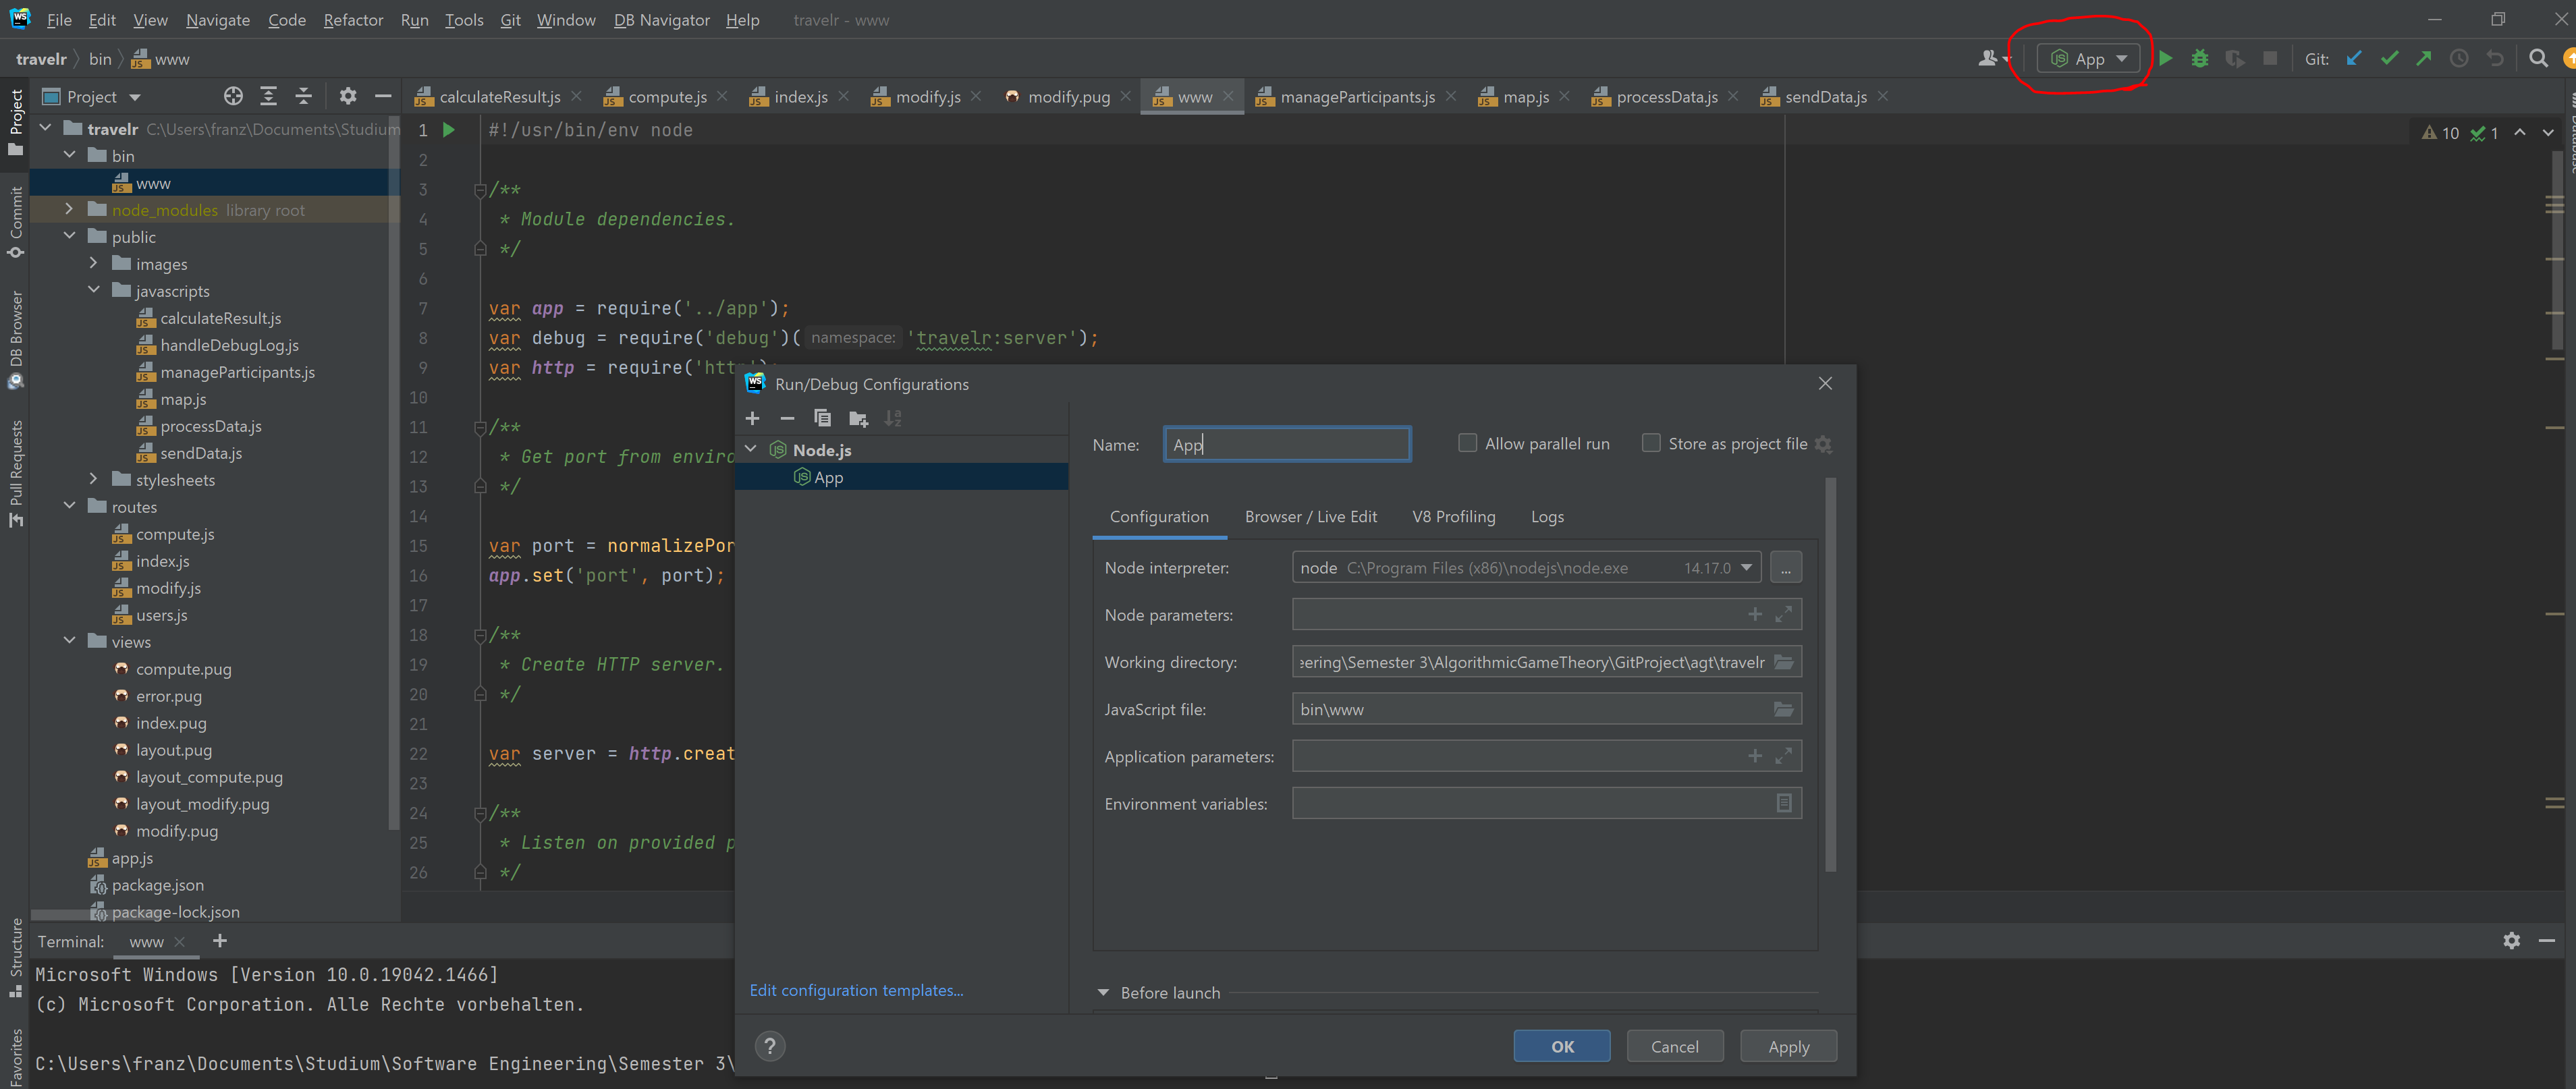 WS File Edit View Navigate Code Refactor Run Tools Git Window DB Navigator Help travelr - www
travelr bin www
App
Git:
Project
calculateResult.js compute.js index.js modify.js modify.pug www manageParticipants.js map.js processData.js sendData.js
Project
Commit
DB Browser
Pull Requests
Structure
Favorites
travelr C:\Users\franz\Documents\Studium
bin
www
node_modules library root
public
images
javascripts
calculateResult.js
handleDebugLog.js
manageParticipants.js
map.js
processData.js
sendData.js
stylesheets
routes
compute.js
index.js
modify.js
users.js
views
compute.pug
error.pug
index.pug
layout.pug
layout_compute.pug
layout_modify.pug
modify.pug
app.js
package.json
package-lock.json
10 1
1 #!/usr/bin/env node
2
3 /**
4 * Module dependencies.
5 */
6
7 var app = require('../app');
8 var debug = require('debug')( namespace: 'travelr:server');
9 var http = require('htt
10
11 /**
12 * Get port from enviro
13 */
14
15 var port = normalizePor
16 app.set('port', port);
17
18 /**
19 * Create HTTP server.
20 */
21
22 var server = http.creat
23
24 /**
25 * Listen on provided p
26 */
WS Run/Debug Configurations
Node.js
App
Edit configuration templates...
Name: App Allow parallel run Store as project file
Configuration Browser / Live Edit V8 Profiling Logs
Node interpreter: node C:\Program Files (x86)\nodejs\node.exe 14.17.0 ...
Node parameters:
Working directory: eering\Semester 3\AlgorithmicGameTheory\GitProject\agt\travelr
JavaScript file: bin\www
Application parameters:
Environment variables:
Before launch
? OK Cancel Apply
Terminal: www
Microsoft Windows [Version 10.0.19042.1466]
(c) Microsoft Corporation. Alle Rechte vorbehalten.
C:\Users\franz\Documents\Studium\Software Engineering\Semester 3\